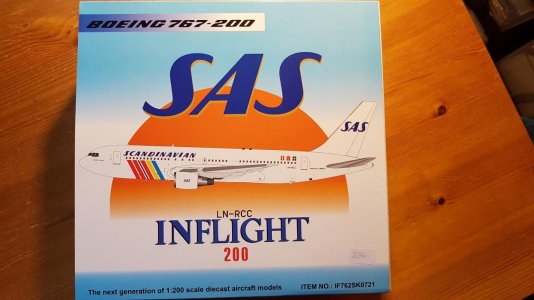 BOEING 767-200
SAS
SCANDINAVIAN
SAS
SAS
LN-RCC
INFLIGHT
200
The next generation of 1:200 scale diecast aircraft models
ITEM NO.: IF762SK0721